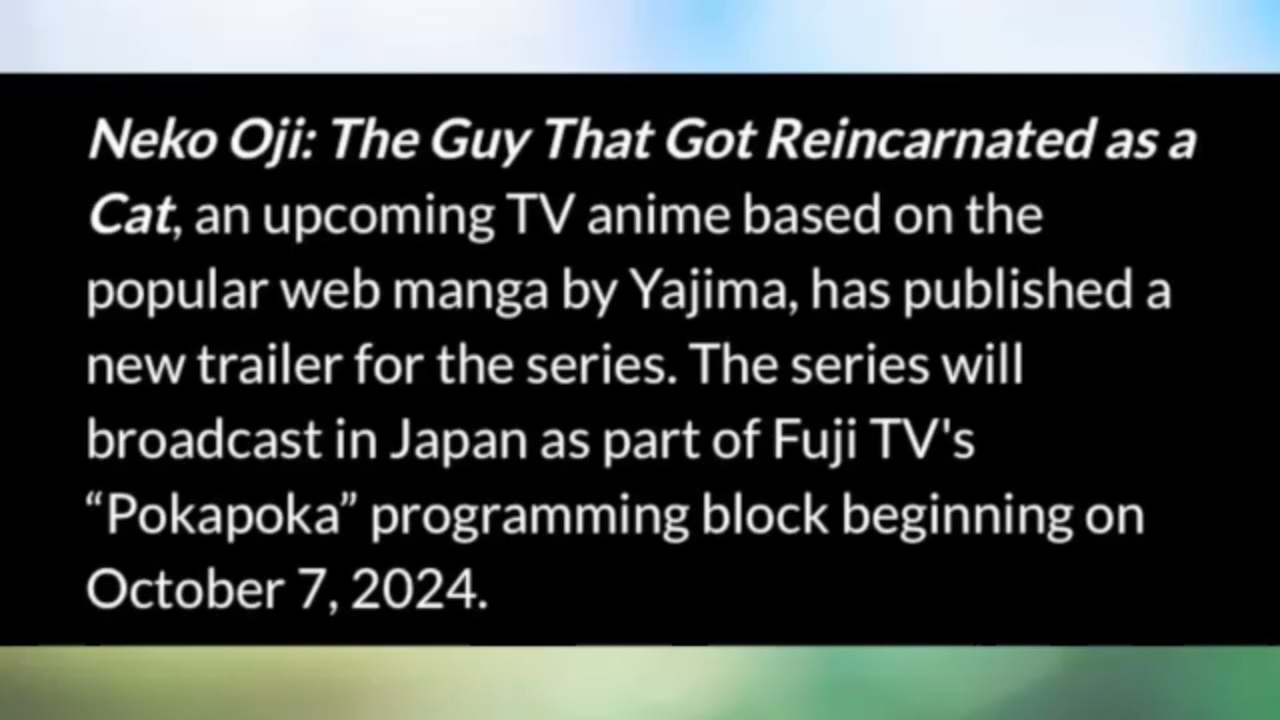 Neko Oji: The Guy That Got Reincarnated as a
Cat, an upcoming TV anime based on the
popular web manga by Yajima, has published a
new trailer for the series. The series will
broadcast in Japan as part of Fuji TV's
“Pokapoka” programming block beginning on
October 7, 2024.